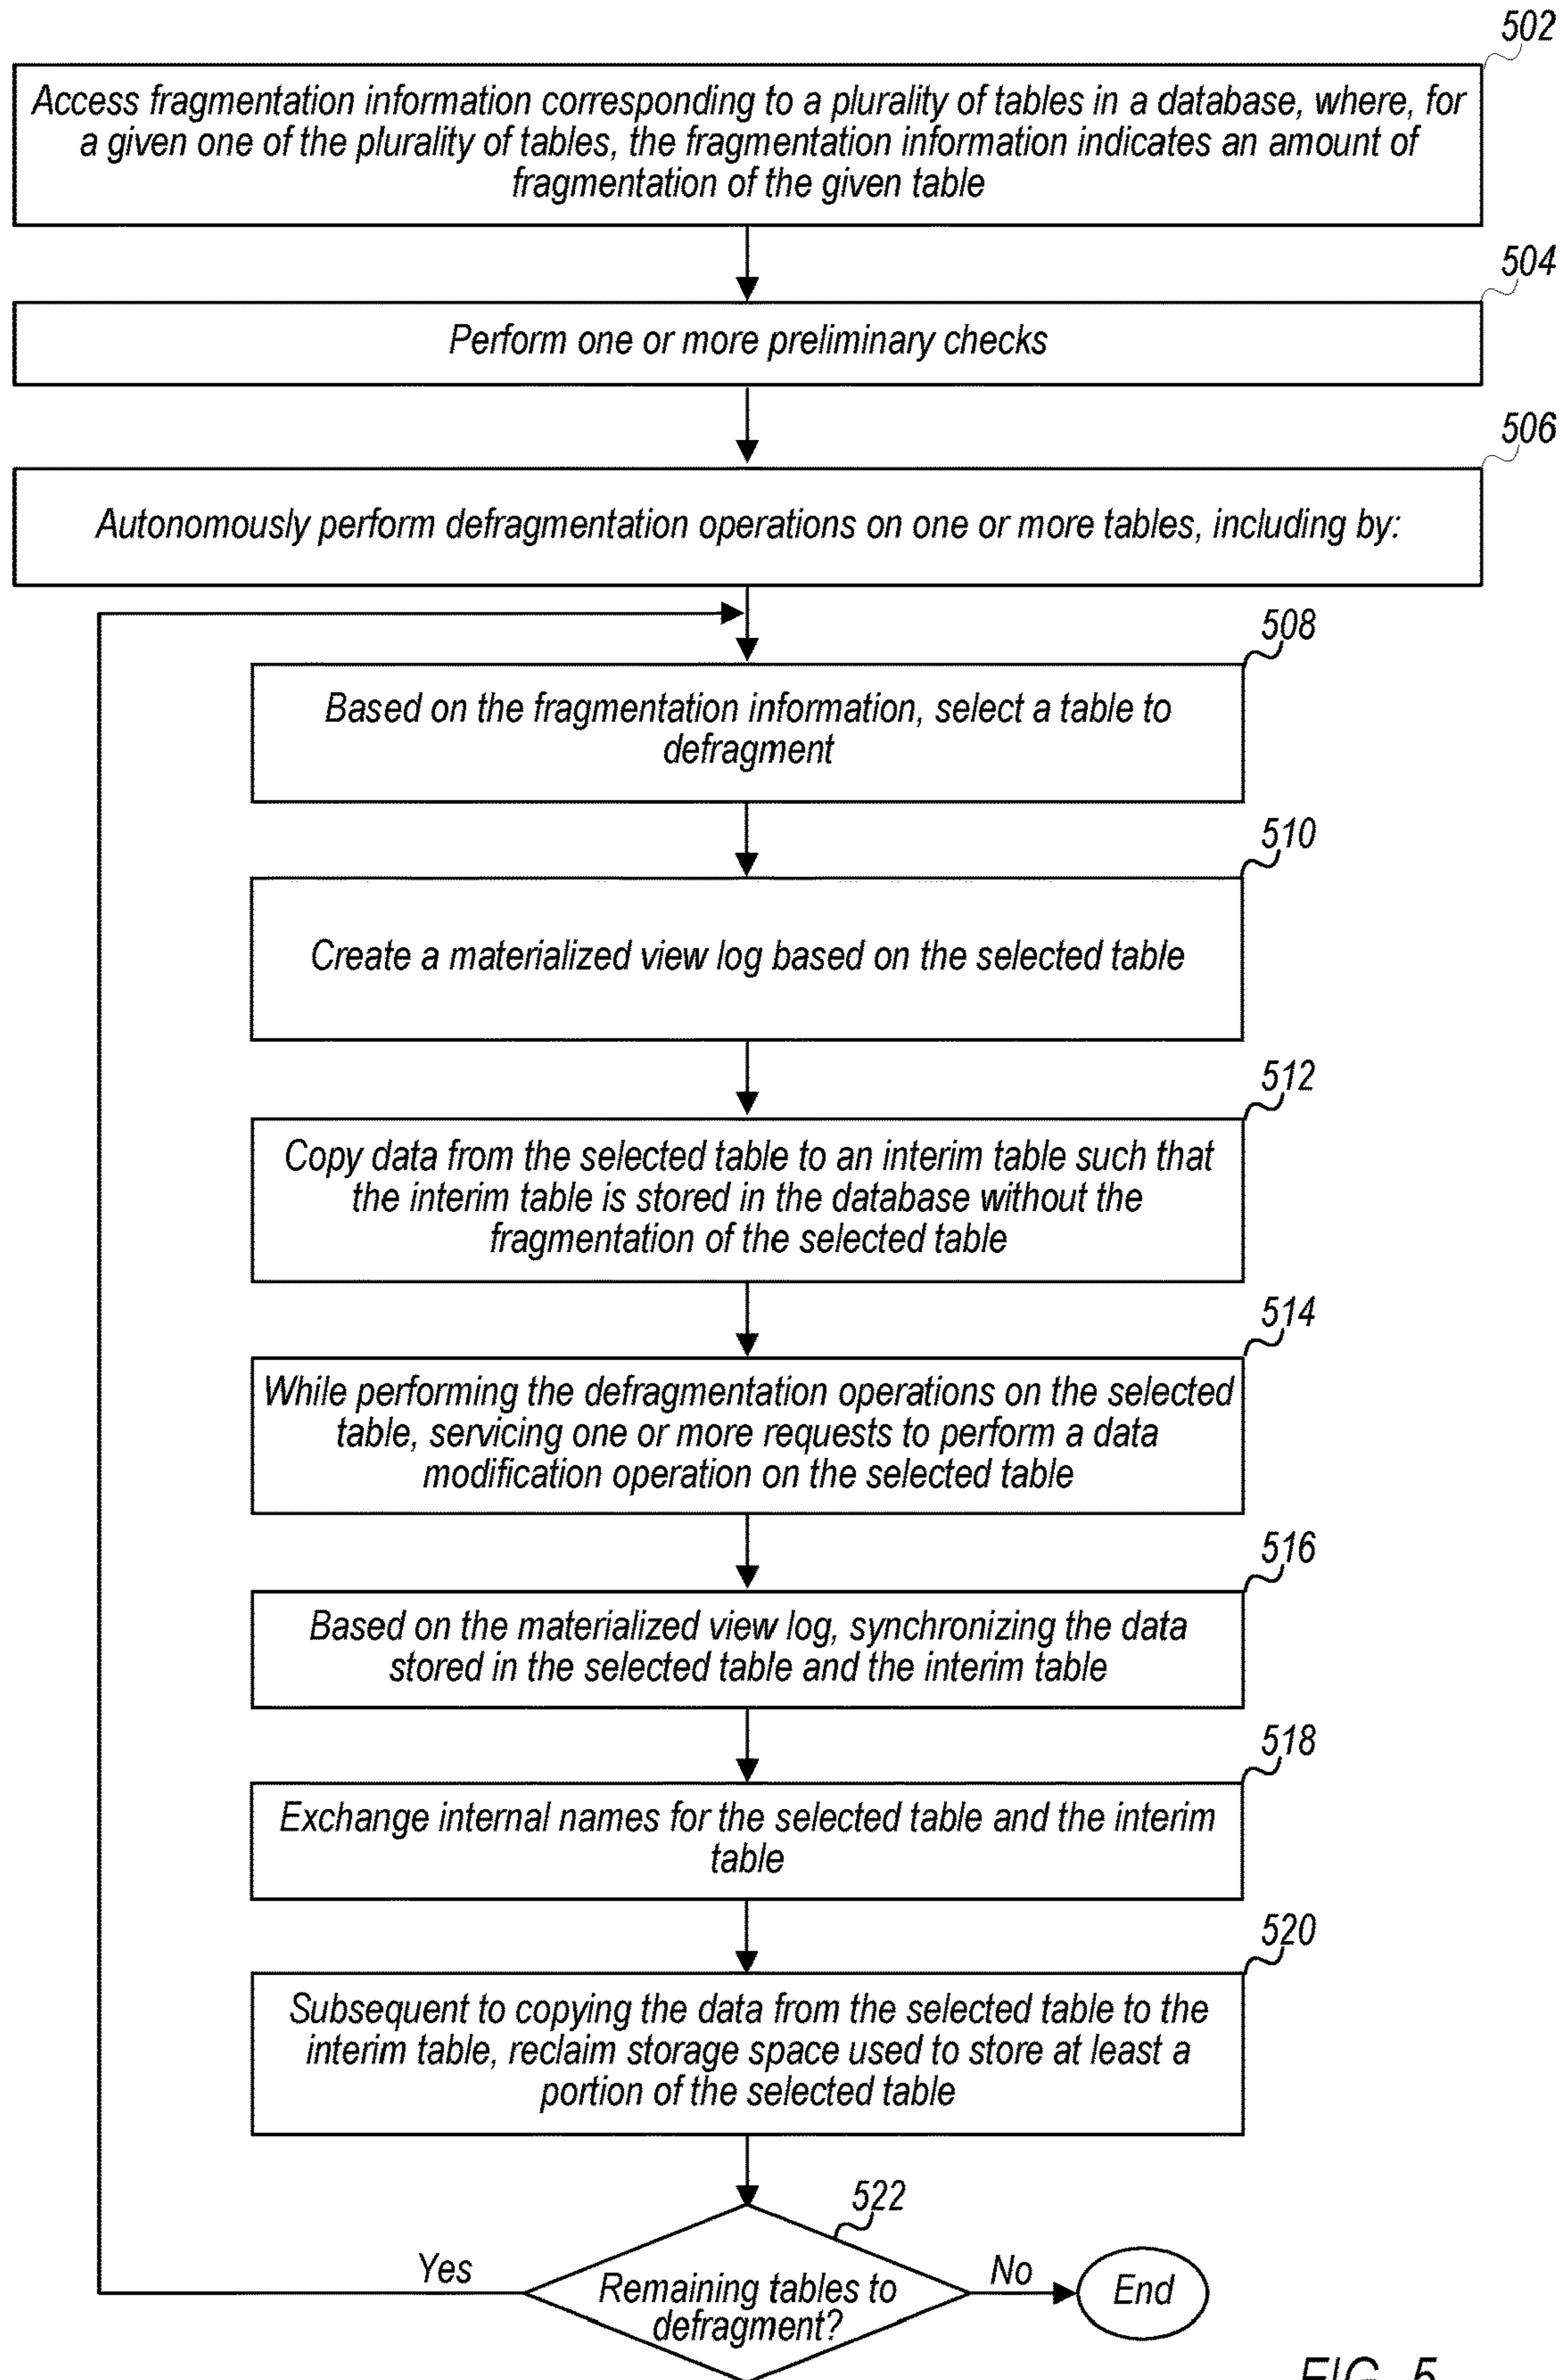 502
Access fragmentation information corresponding to a plurality of tables in a database, where, for
a given one of the plurality of tables, the fragmentation information indicates an amount of
fragmentation of the given table
504
Perform one or more preliminary checks
506
Autonomously perform defragmentation operations on one or more tables, including by:
508
Based on the fragmentation information, select a table to
defragment
510
Create a materialized view log based on the selected table
512
Copy data from the selected table to an interim table such that
the interim table is stored in the database without the
fragmentation of the selected table
514
While performing the defragmentation operations on the selected
table, servicing one or more requests to perform a data
modification operation on the selected table
516
Based on the materialized view log, synchronizing the data
stored in the selected table and the interim table
518
Exchange internal names for the selected table and the interim
table
520
Subsequent to copying the data from the selected table to the
interim table, reclaim storage space used to store at least a
portion of the selected table
522
Yes
Remaining tables to
defragment?
No
End
FIG. 5